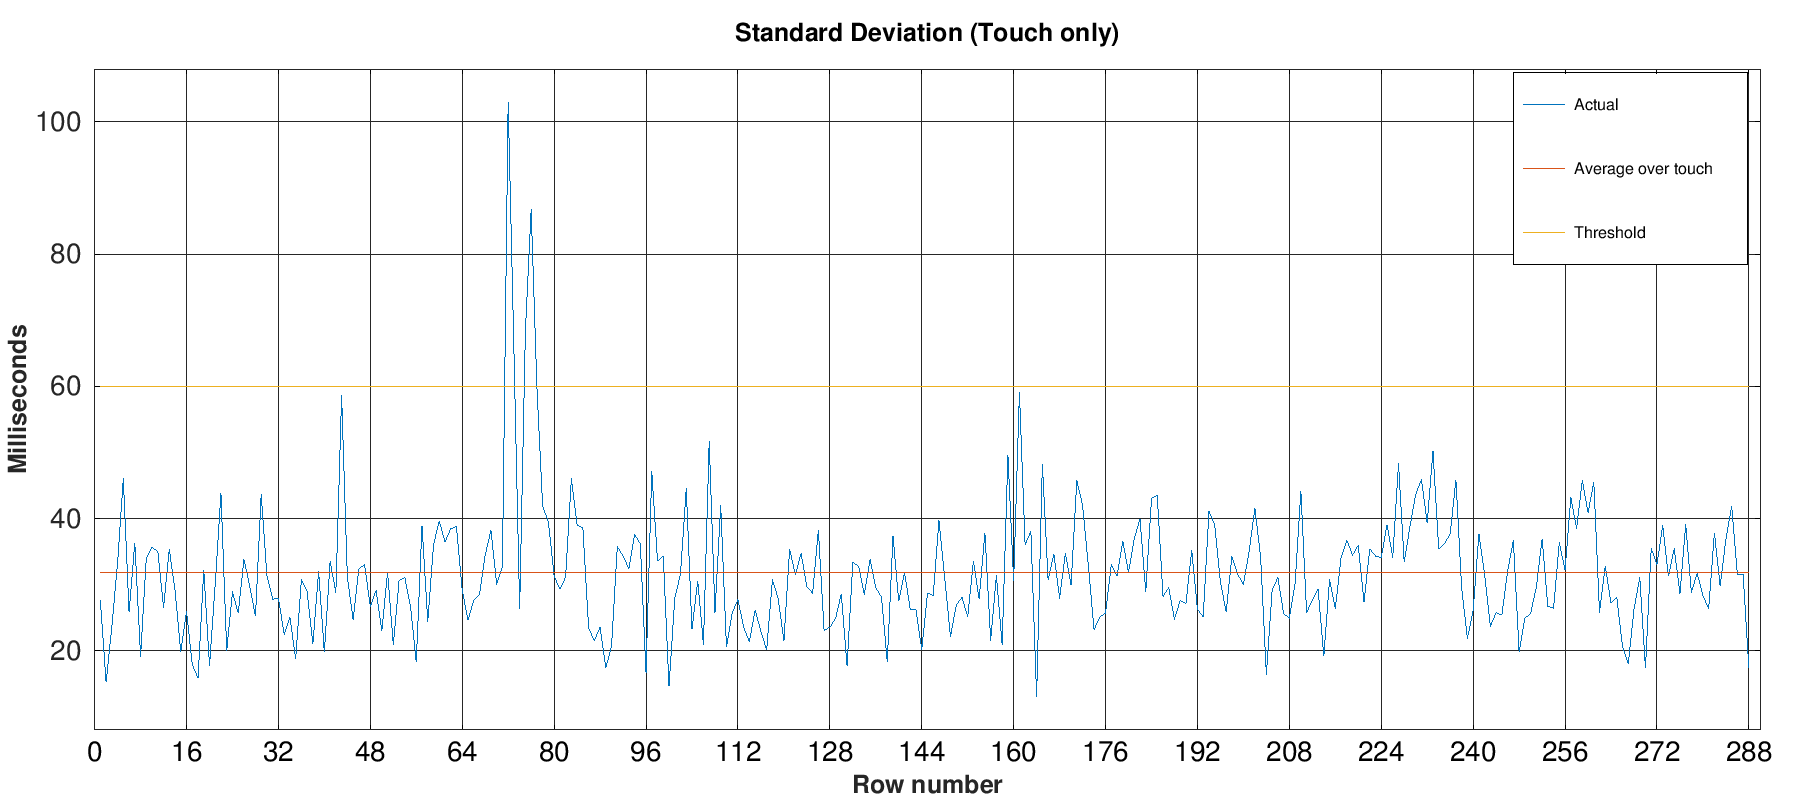 Standard Deviation (Touch only)
Actual
Average over touch
Threshold
100
80
60
40
20
Milliseconds
0 16 32 48 64 80 96 112 128 144 160 176 192 208 224 240 256 272 288
Row number